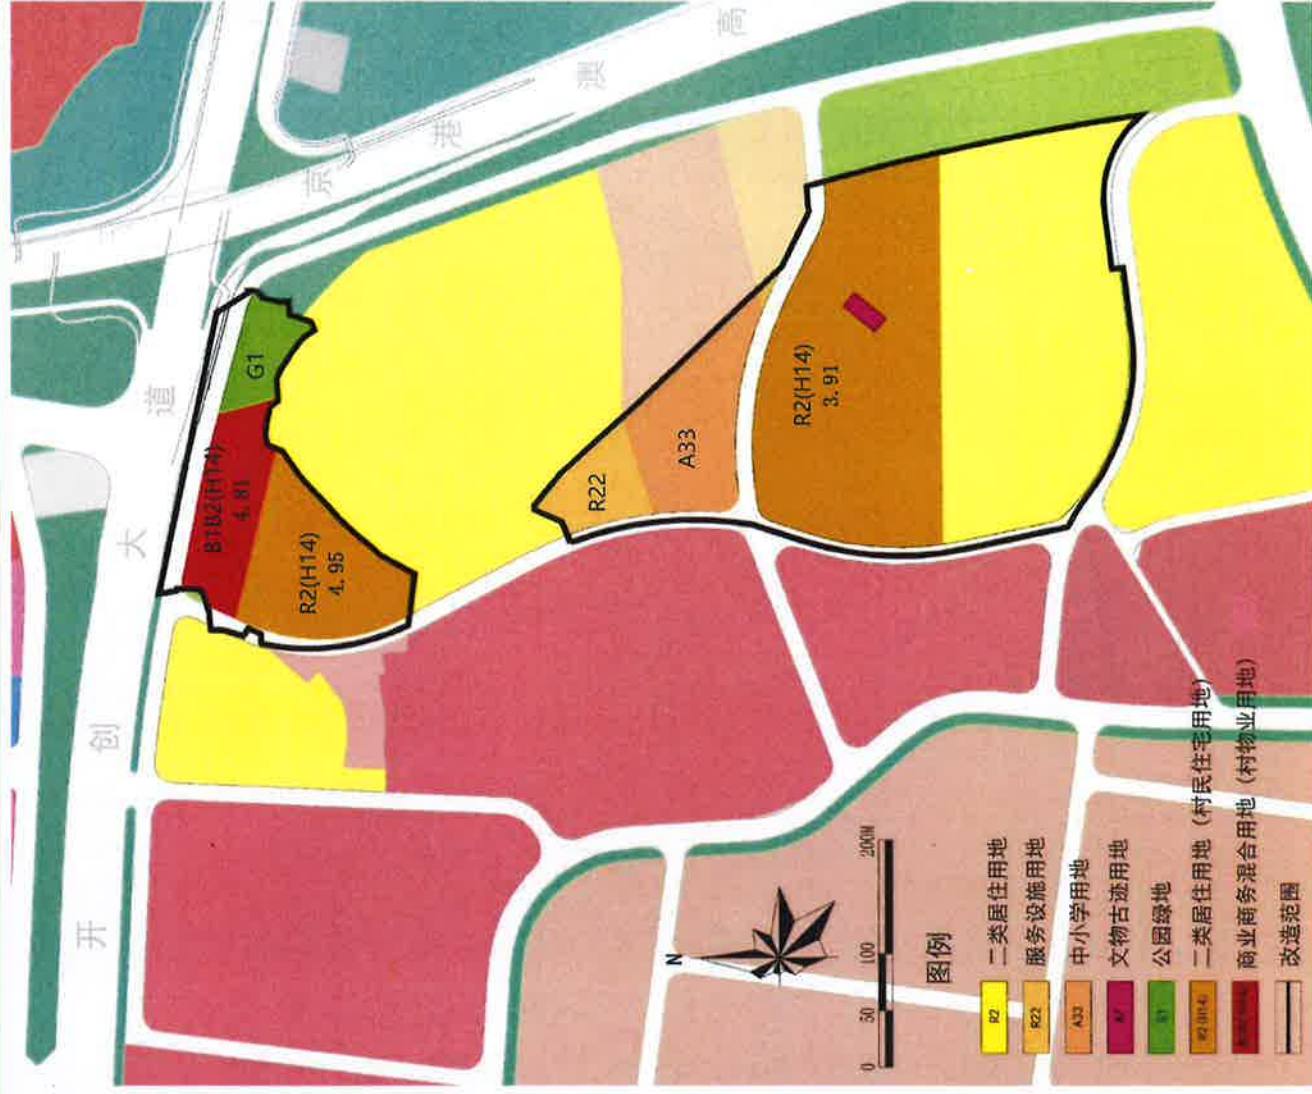 开创大道
京港澳高
G1
B1B2(H14)
4.81
R2(H14)
4.95
R22
A33
R2(H14)
3.91
N
0 50 100 200M
图例
R2 二类居住用地
R22 服务设施用地
A33 中小学用地
A7 文物古迹用地
G1 公园绿地
R2(H14) 二类居住用地（村民住宅用地）
商业商务混合用地（村物业用地）
改造范围